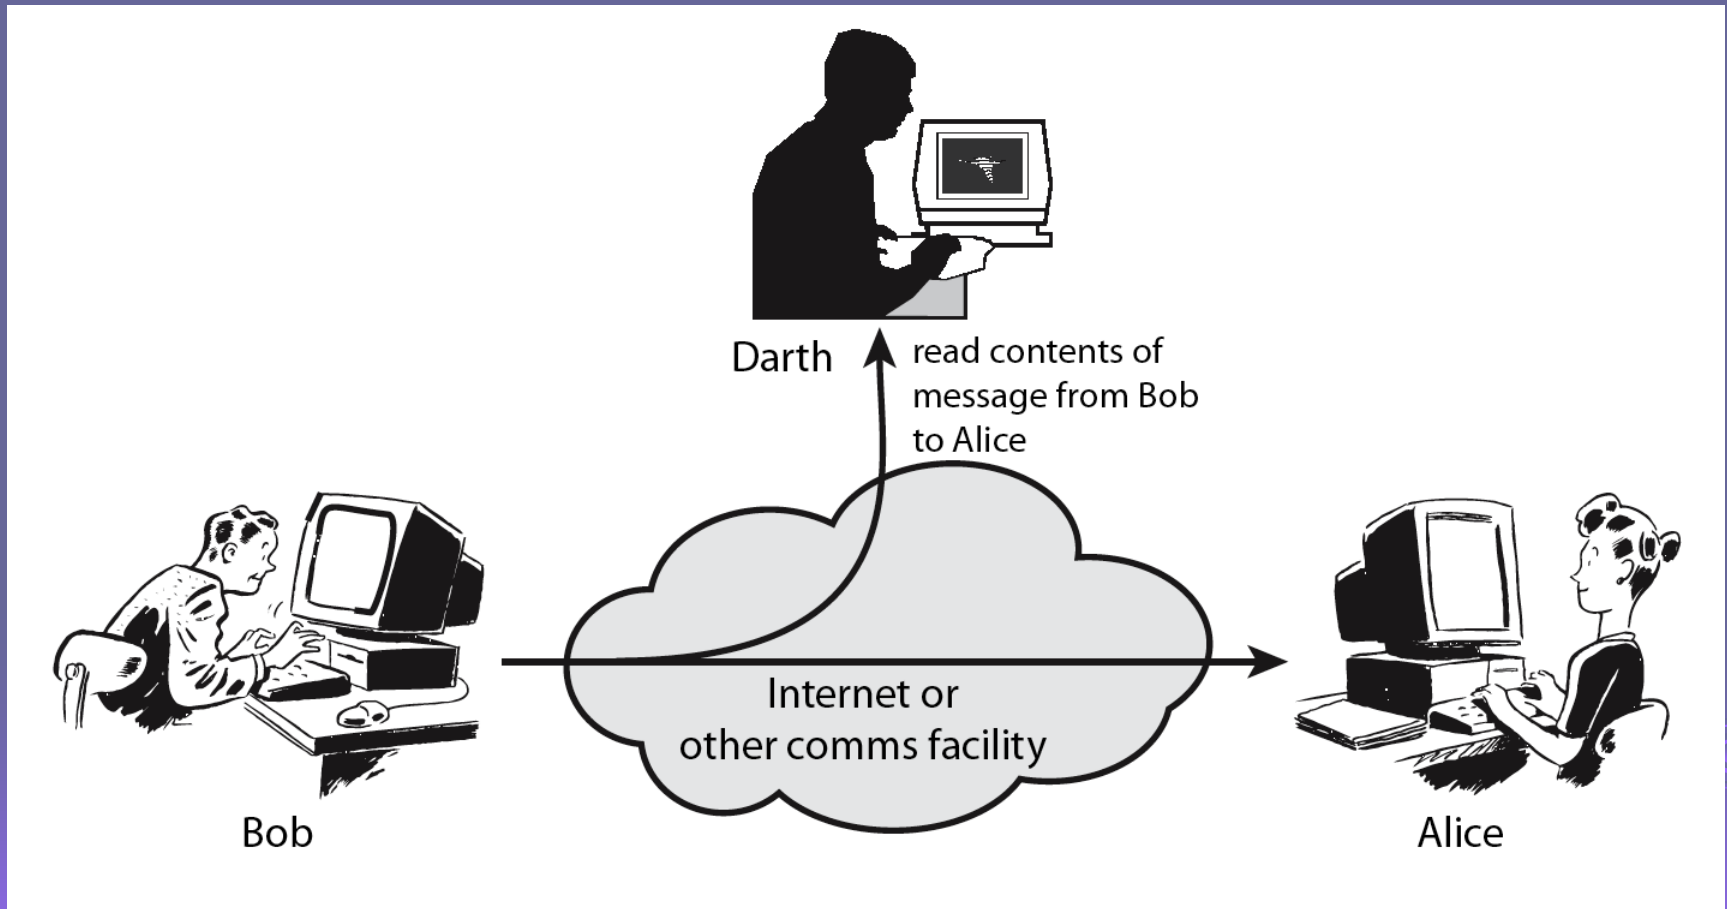 Darth
read contents of
message from Bob
to Alice
Internet or
other comms facility
Bob
Alice